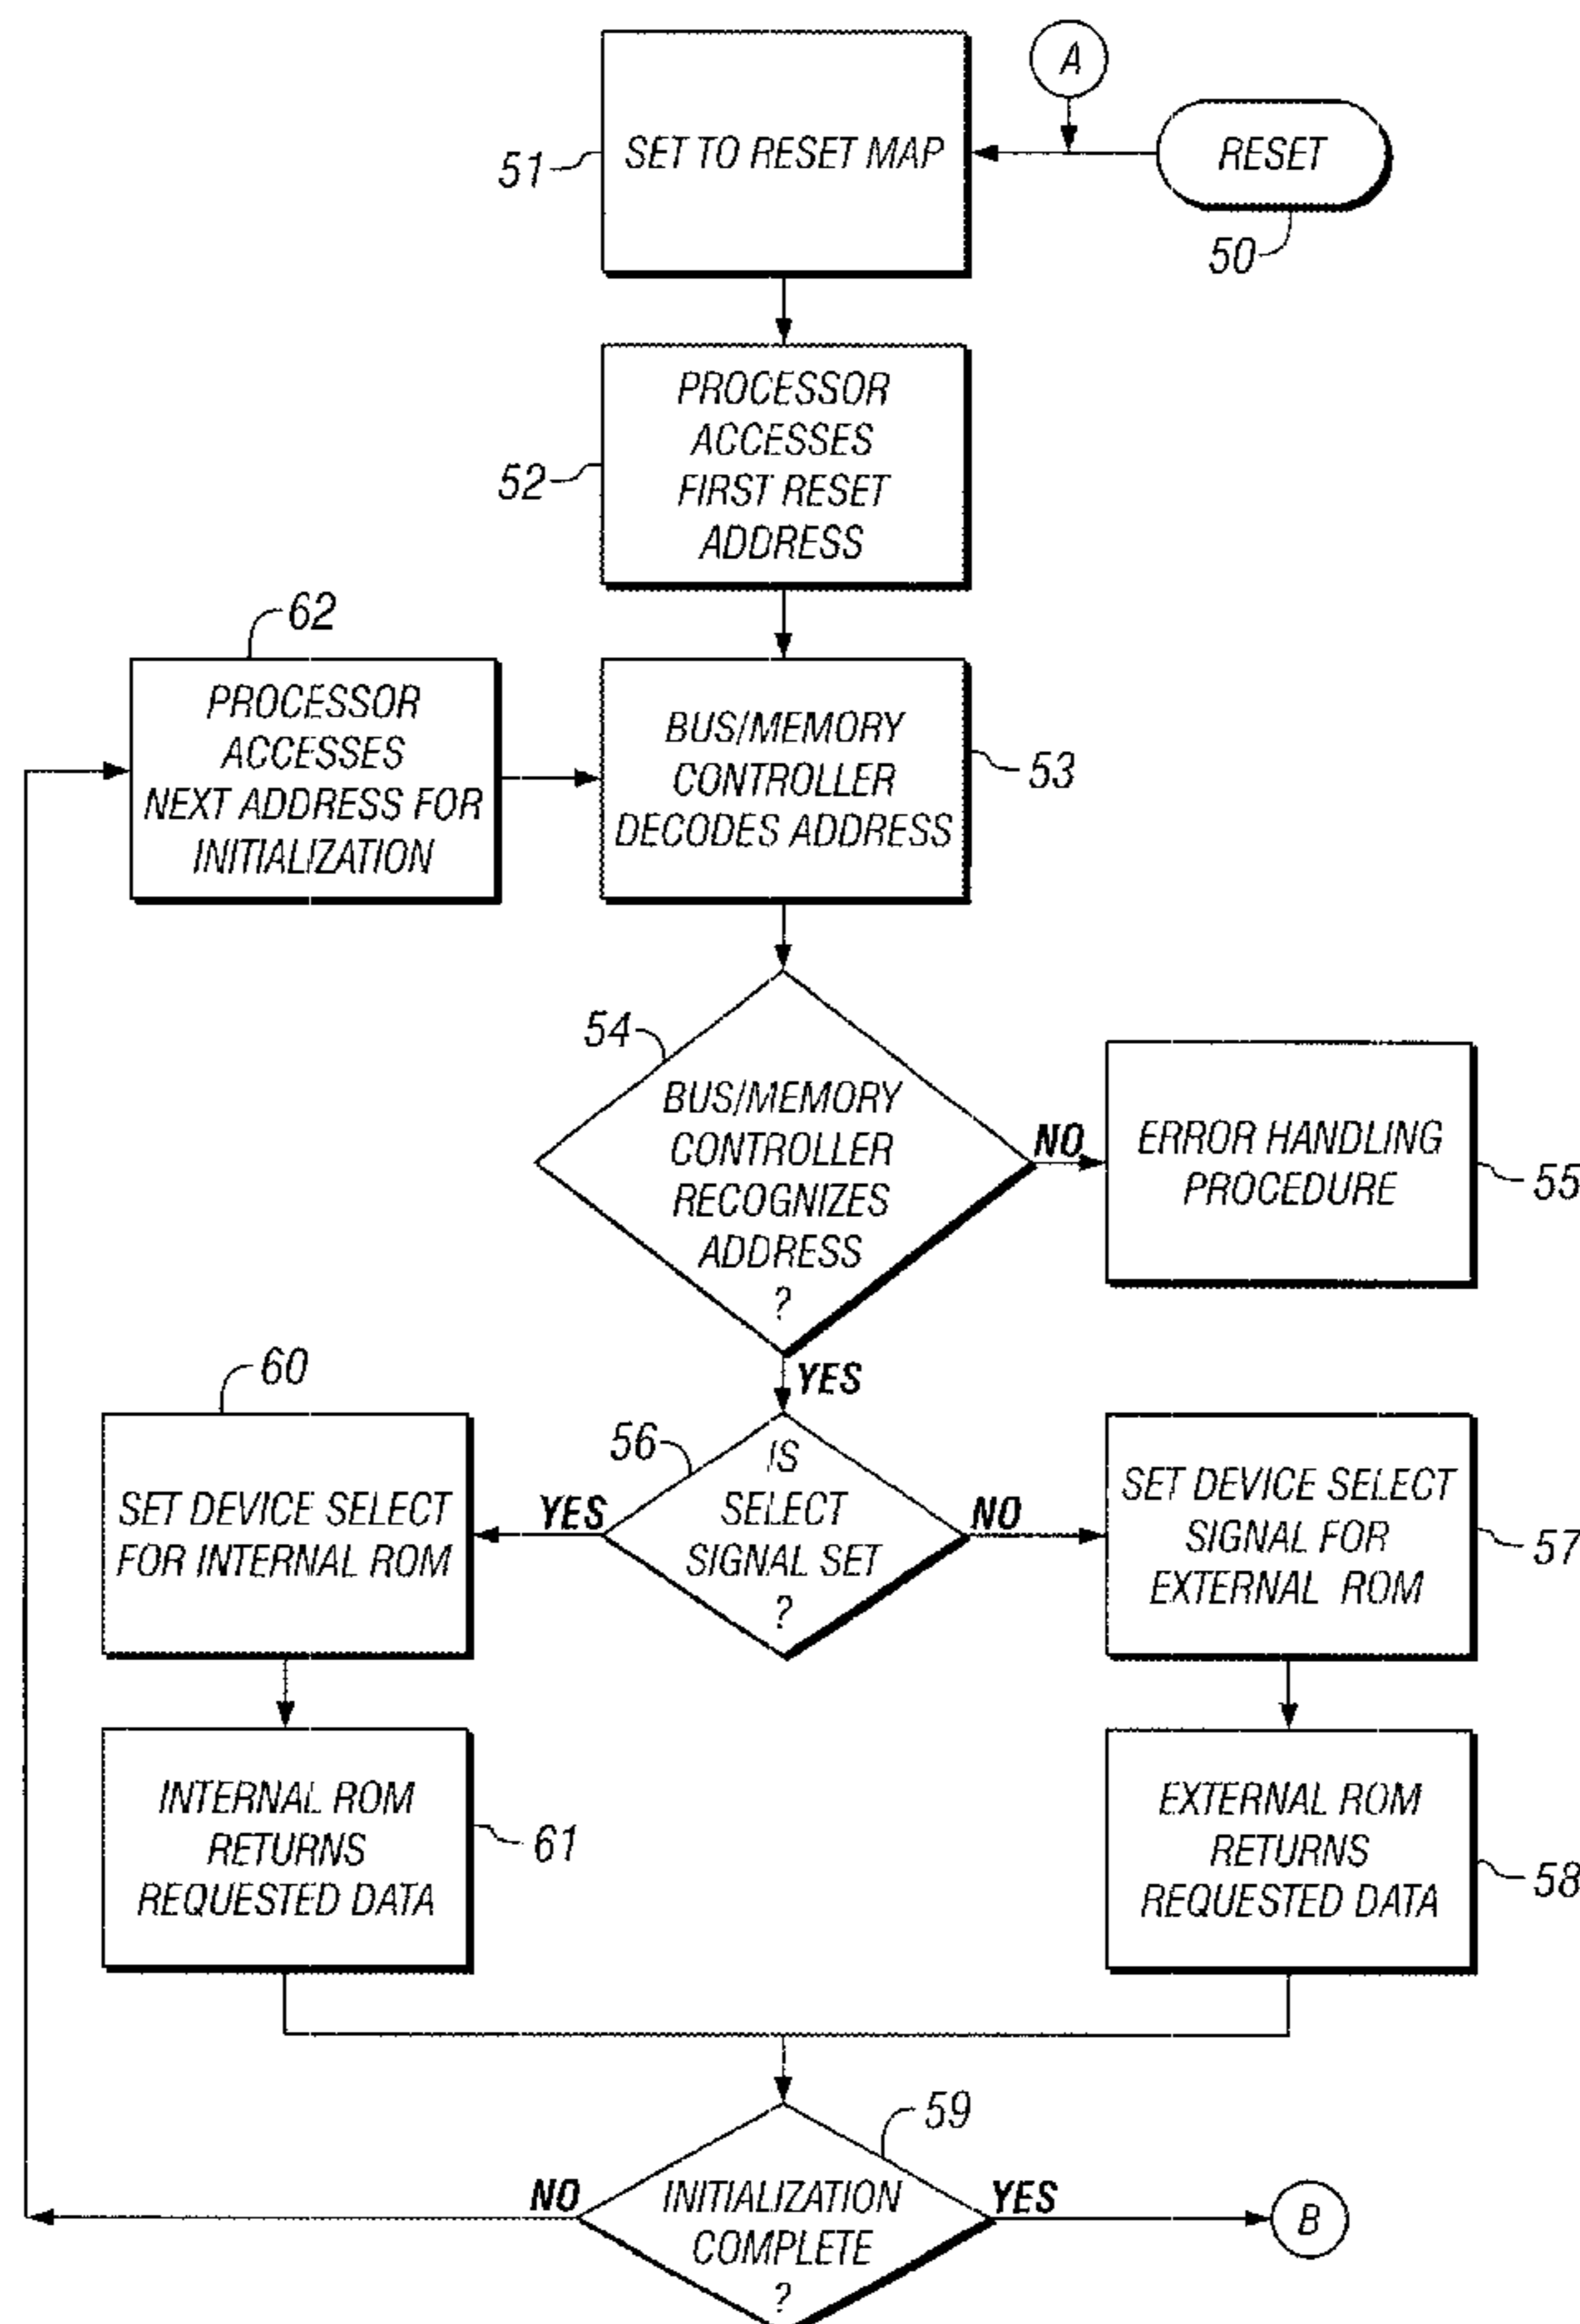 A
SET TO RESET MAP
RESET
51
50
PROCESSOR
ACCESSES
FIRST RESET
ADDRESS
52
62
PROCESSOR
ACCESSES
NEXT ADDRESS FOR
INITIALIZATION
BUS/MEMORY
CONTROLLER
DECODES ADDRESS
53
54
BUS/MEMORY
CONTROLLER
RECOGNIZES
ADDRESS
?
NO
ERROR HANDLING
PROCEDURE
55
YES
60
SET DEVICE SELECT
FOR INTERNAL ROM
YES
56
IS
SELECT
SIGNAL SET
?
NO
SET DEVICE SELECT
SIGNAL FOR
EXTERNAL ROM
57
INTERNAL ROM
RETURNS
REQUESTED DATA
61
EXTERNAL ROM
RETURNS
REQUESTED DATA
58
59
NO
INITIALIZATION
COMPLETE
?
YES
B